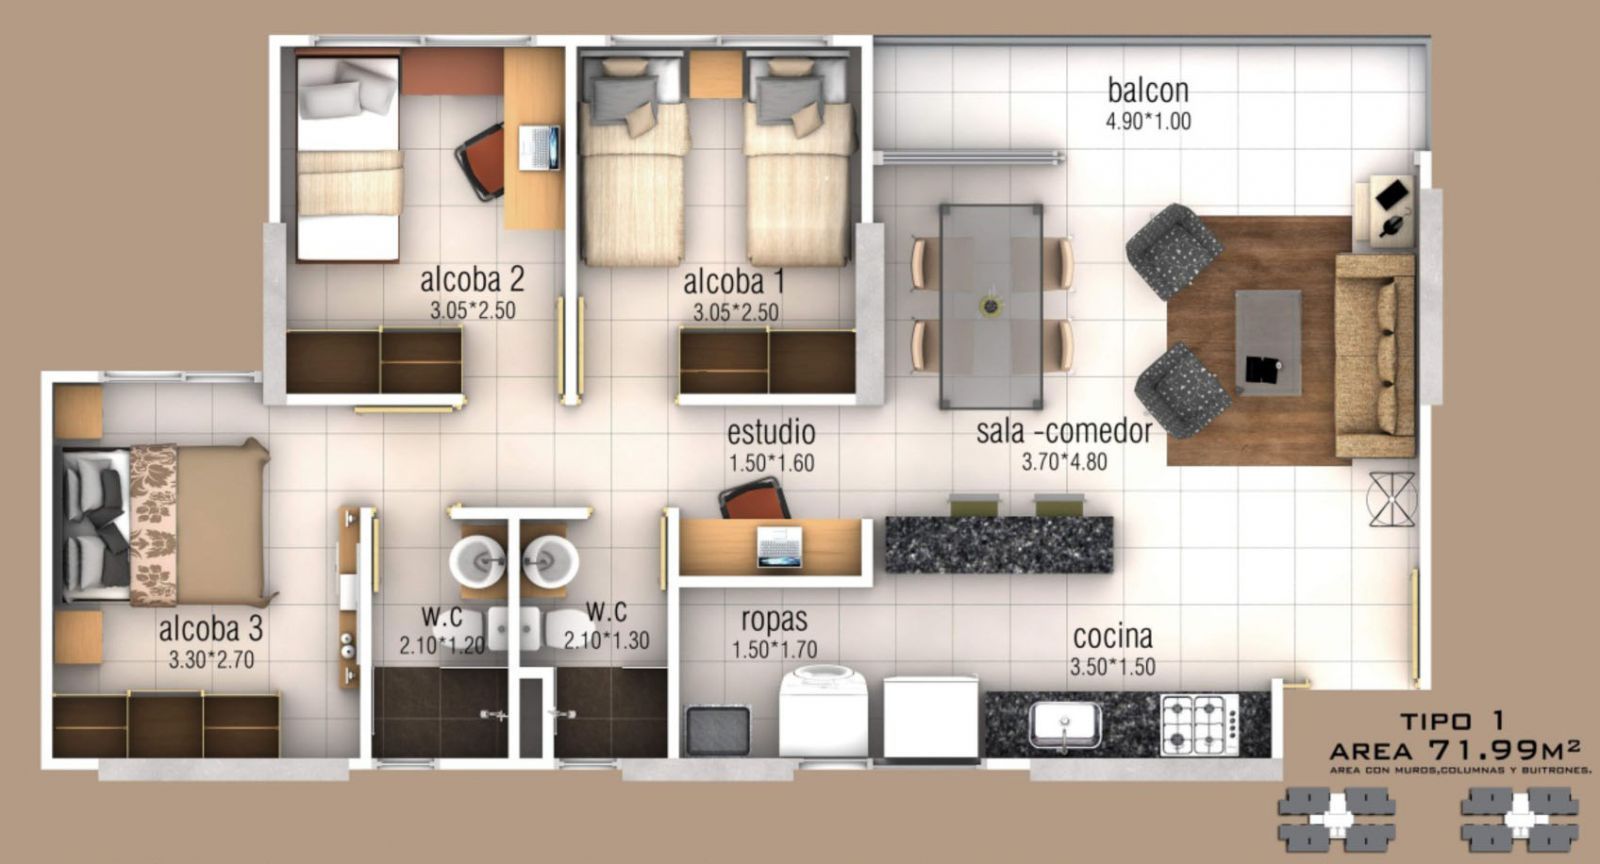 balcon
4.90*1.00
alcoba 2
3.05*2.50
alcoba 1
3.05*2.50
estudio
1.50*1.60
sala -comedor
3.70*4.80
alcoba 3
3.30*2.70
w.c
2.10*1.20
w.c
2.10*1.30
ropas
1.50*1.70
cocina
3.50*1.50
TIPO 1
AREA 71.99M²
AREA CON MUROS,COLUMNAS Y BUITRONES.